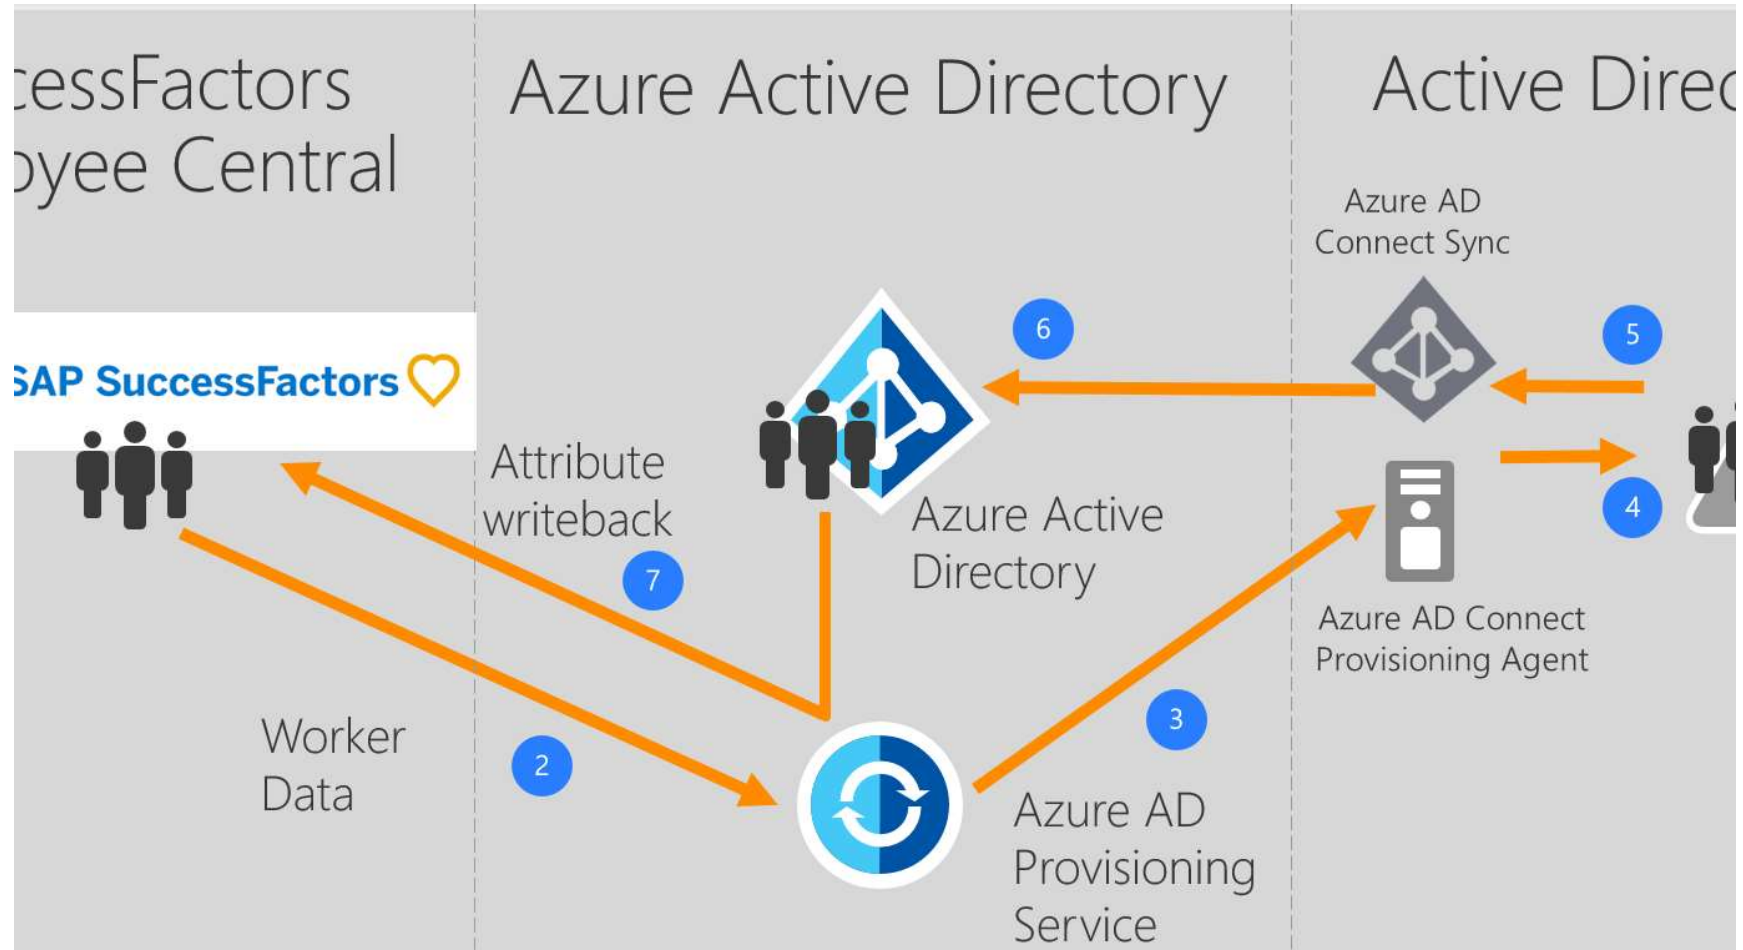 cessFactors
oyee Central
Azure Active Directory
Active Direc
Azure AD
Connect Sync
SAP SuccessFactors
6
5
4
Attribute
writeback
7
Azure Active
Directory
Azure AD Connect
Provisioning Agent
3
Worker
Data
2
Azure AD
Provisioning
Service